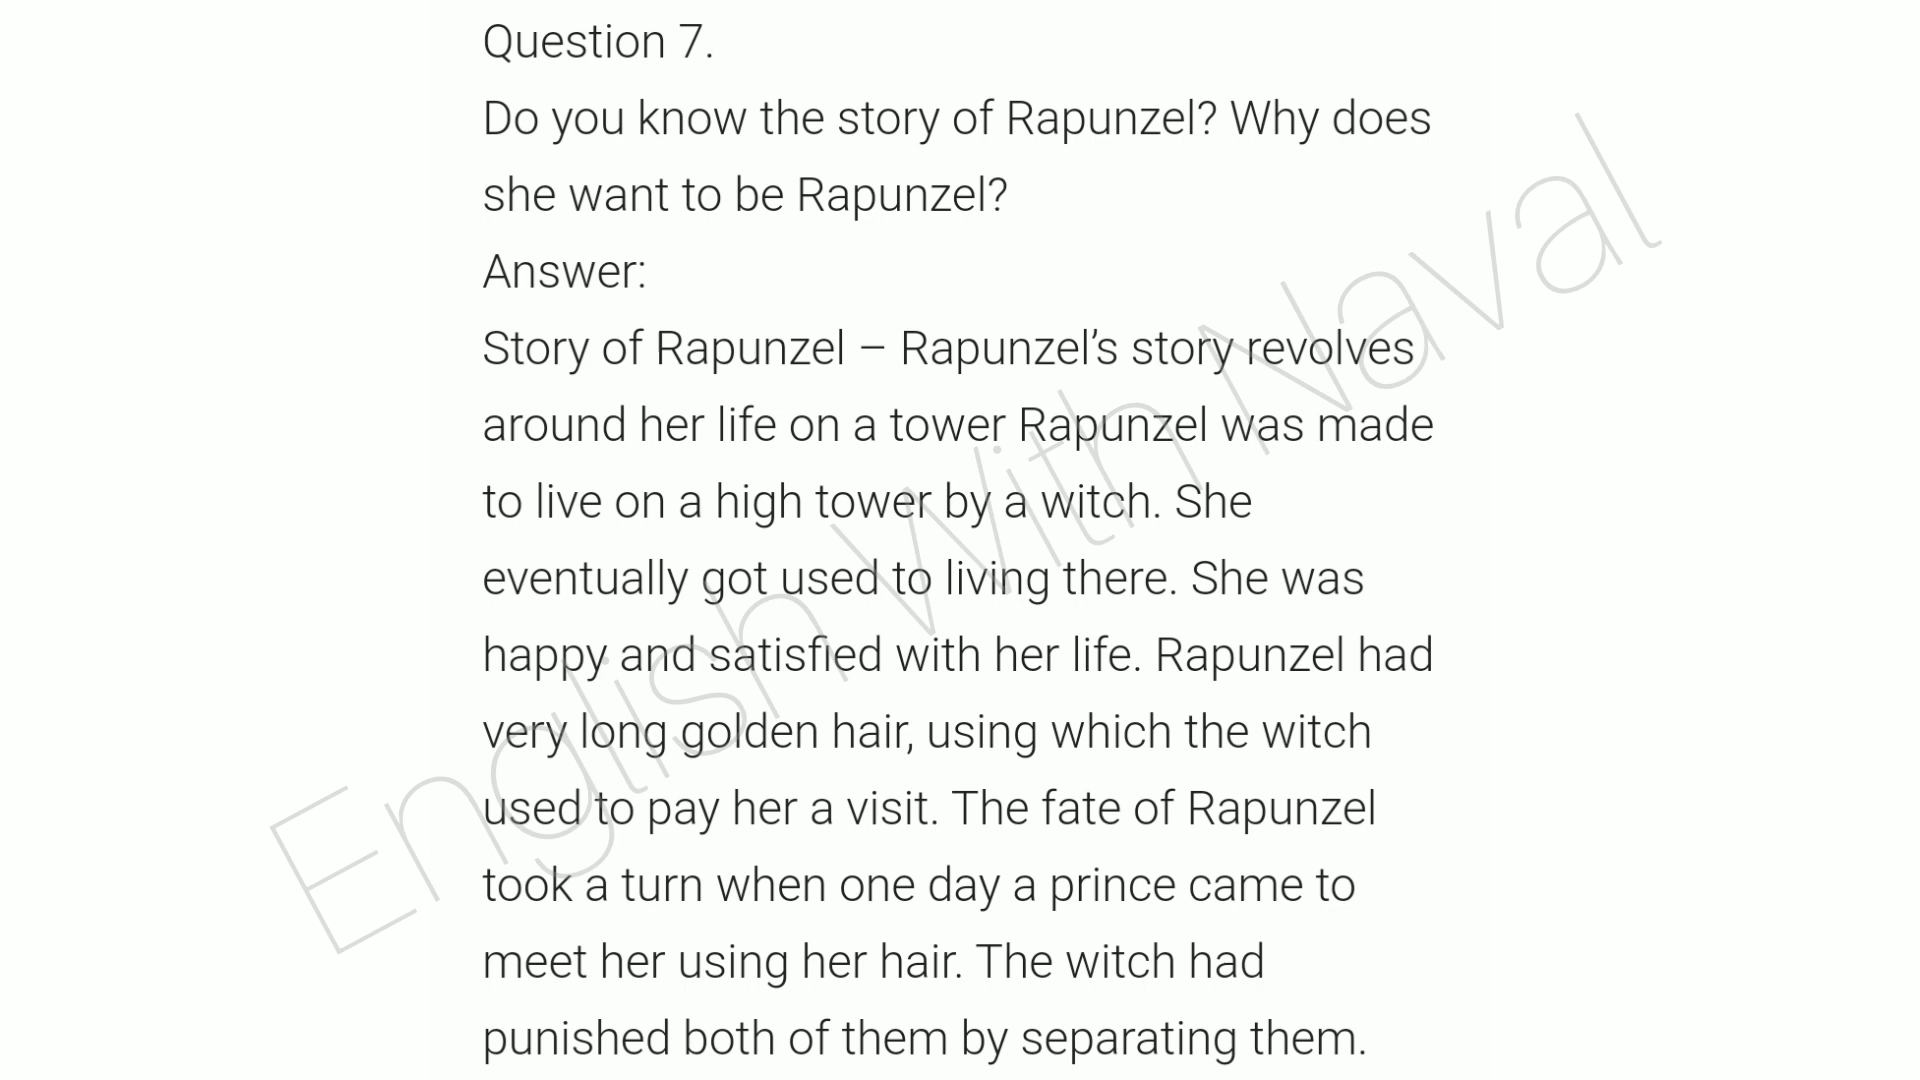 Question 7.
Do you know the story of Rapunzel? Why does
she want to be Rapunzel?
Answer:
Story of Rapunzel – Rapunzel’s story revolves
around her life on a tower Rapunzel was made
to live on a high tower by a witch. She
eventually got used to living there. She was
happy and satisfied with her life. Rapunzel had
very long golden hair, using which the witch
used to pay her a visit. The fate of Rapunzel
took a turn when one day a prince came to
meet her using her hair. The witch had
punished both of them by separating them.
English With Naval